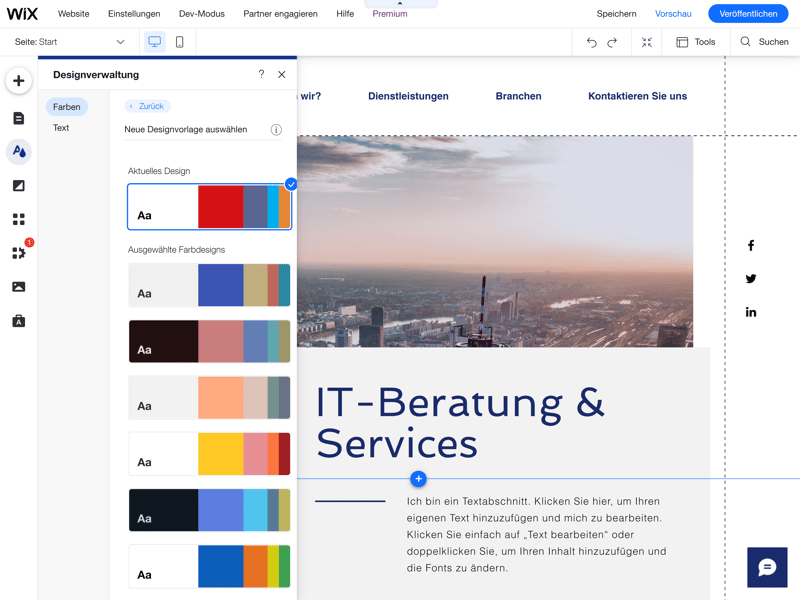 WiX Website Einstellungen Dev-Modus Partner engagieren Hilfe Premium Speichern Vorschau Veröffentlichen
Seite: Start Tools Suchen
Designverwaltung ?
Farben
Text
Zurück
Neue Designvorlage auswählen
Aktuelles Design
Aa
Ausgewählte Farbdesigns
Aa
Aa
Aa
Aa
Aa
Aa
1
wir? Dienstleistungen Branchen Kontaktieren Sie uns
IT-Beratung &
Services
Ich bin ein Textabschnitt. Klicken Sie hier, um Ihren
eigenen Text hinzuzufügen und mich zu bearbeiten.
Klicken Sie einfach auf „Text bearbeiten“ oder
doppelklicken Sie, um Ihren Inhalt hinzuzufügen und
die Fonts zu ändern.